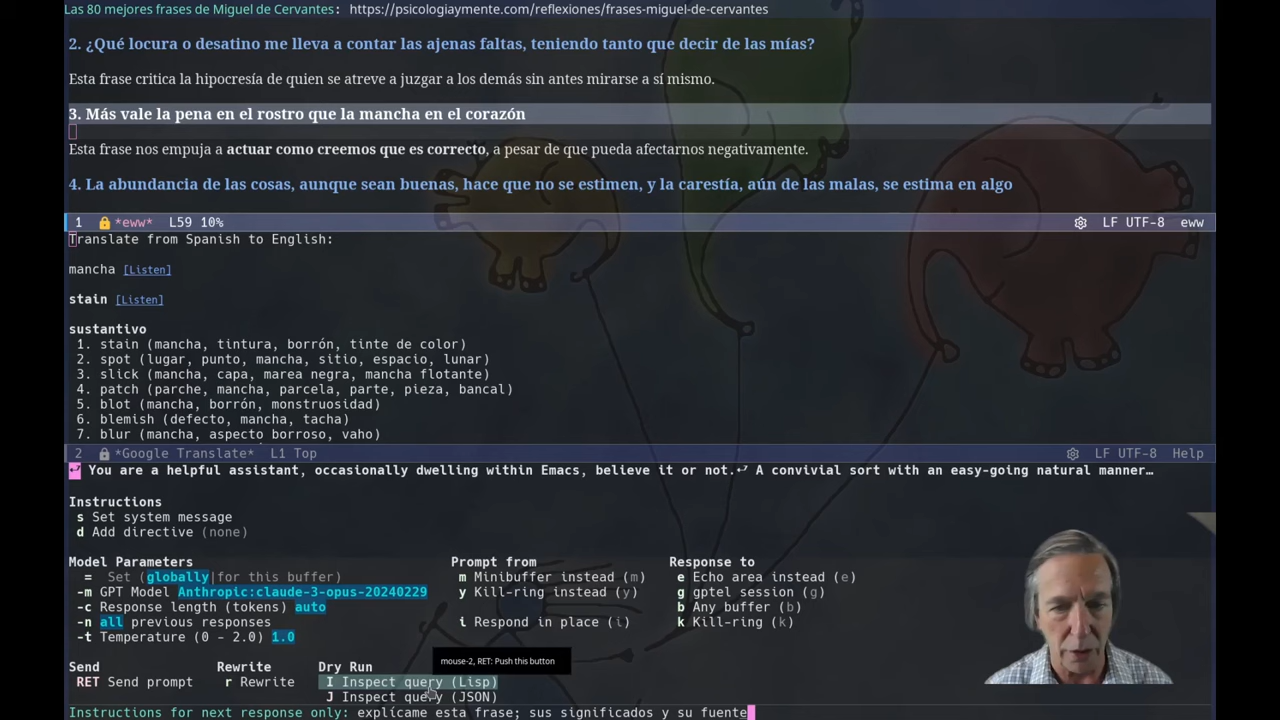 Las 80 mejores frases de Miguel de Cervantes: https://psicologiaymente.com/reflexiones/frases-miguel-de-cervantes
2. ¿Qué locura o desatino me lleva a contar las ajenas faltas, teniendo tanto que decir de las mías?
Esta frase critica la hipocresía de quien se atreve a juzgar a los demás sin antes mirarse a sí mismo.
3. Más vale la pena en el rostro que la mancha en el corazón
Esta frase nos empuja a actuar como creemos que es correcto, a pesar de que pueda afectarnos negativamente.
4. La abundancia de las cosas, aunque sean buenas, hace que no se estimen, y la carestía, aún de las malas, se estima en algo
1 *eww* L59 10% LF UTF-8 eww
Translate from Spanish to English:
mancha [Listen]
stain [Listen]
sustantivo
1. stain (mancha, tintura, borrón, tinte de color)
2. spot (lugar, punto, mancha, sitio, espacio, lunar)
3. slick (mancha, capa, marea negra, mancha flotante)
4. patch (parche, mancha, parcela, parte, pieza, bancal)
5. blot (mancha, borrón, monstruosidad)
6. blemish (defecto, mancha, tacha)
7. blur (mancha, aspecto borroso, vaho)
2 *Google Translate* L1 Top LF UTF-8 Help
You are a helpful assistant, occasionally dwelling within Emacs, believe it or not.⮐ A convivial sort with an easy-going natural manner…
Instructions
s Set system message
d Add directive (none)
Model Parameters Prompt from Response to
= Set (globally|for this buffer) m Minibuffer instead (m) e Echo area instead (e)
-m GPT Model Anthropic:claude-3-opus-20240229 y Kill-ring instead (y) g gptel session (g)
-c Response length (tokens) auto b Any buffer (b)
-n all previous responses i Respond in place (i) k Kill-ring (k)
-t Temperature (0 - 2.0) 1.0
mouse-2, RET: Push this button
Send Rewrite Dry Run
RET Send prompt r Rewrite I Inspect query (Lisp)
J Inspect query (JSON)
Instructions for next response only: explícame esta frase; sus significados y su fuente